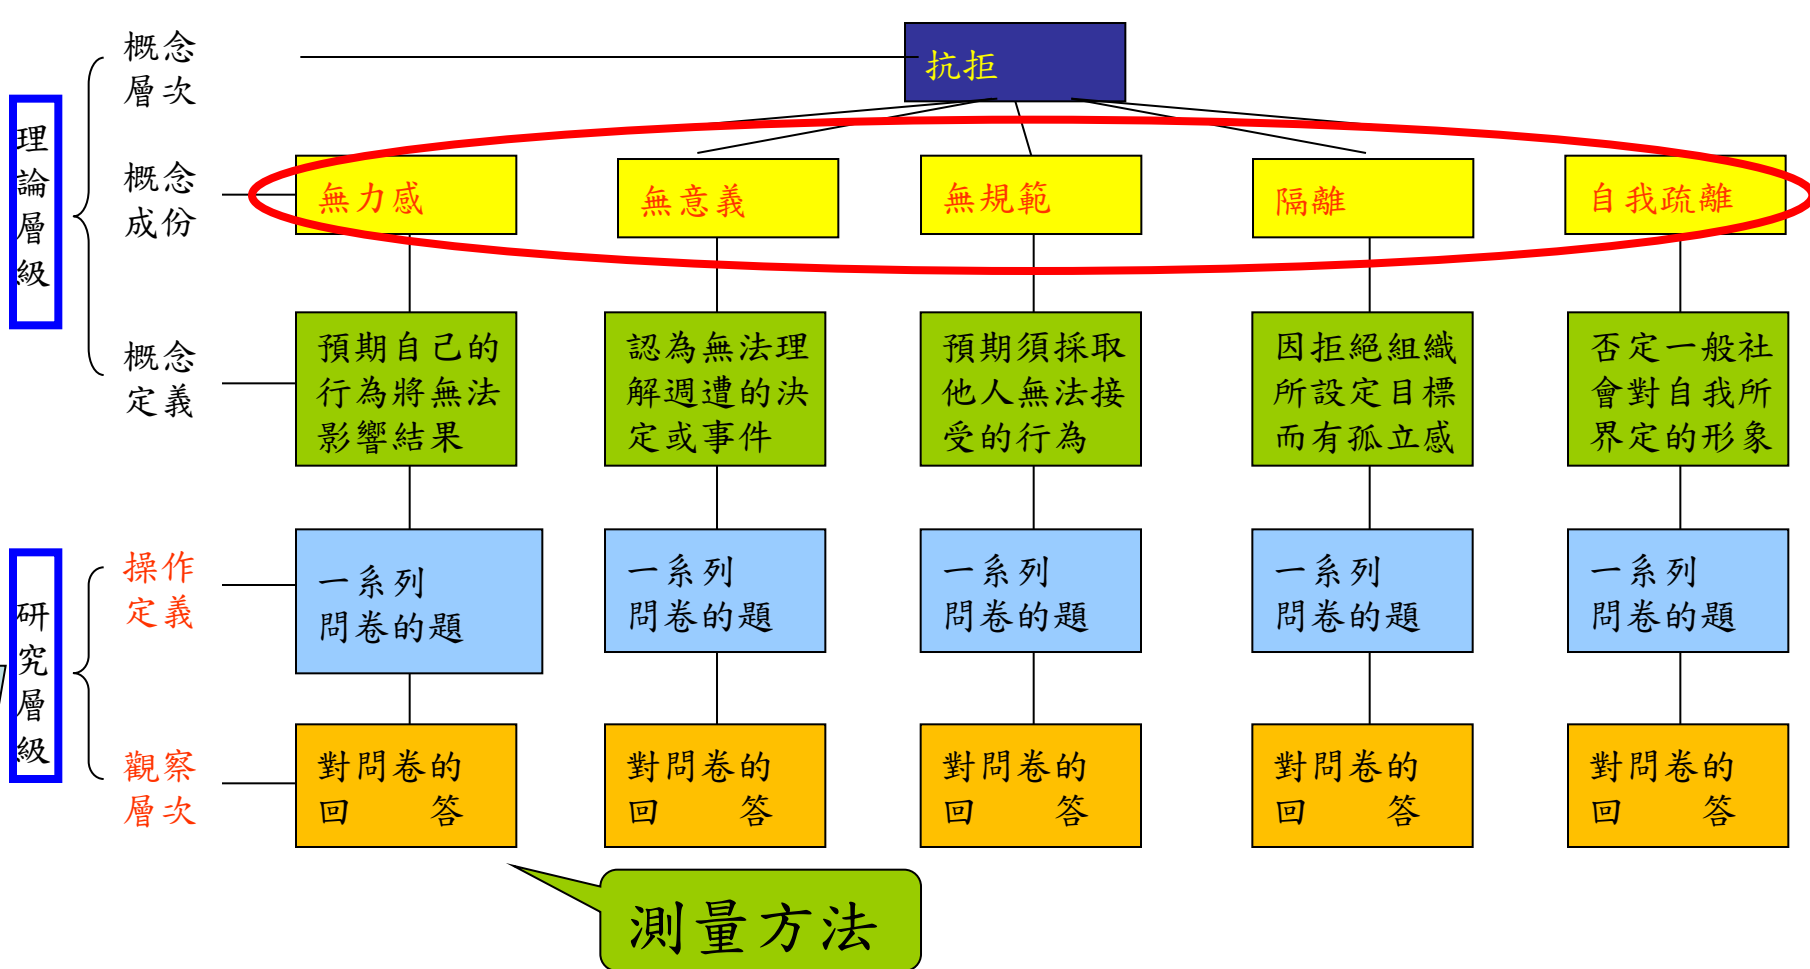 概念
層次
抗拒
理論層級
概念
成份
無力感
無意義
無規範
隔離
自我疏離
概念
定義
預期自己的
行為將無法
影響結果
認為無法理
解週遭的決
定或事件
預期須採取
他人無法接
受的行為
因拒絕組織
所設定目標
而有孤立感
否定一般社
會對自我所
界定的形象
研究層級
操作
定義
一系列
問卷的題
一系列
問卷的題
一系列
問卷的題
一系列
問卷的題
一系列
問卷的題
觀察
層次
對問卷的
回 答
對問卷的
回 答
對問卷的
回 答
對問卷的
回 答
對問卷的
回 答
測量方法